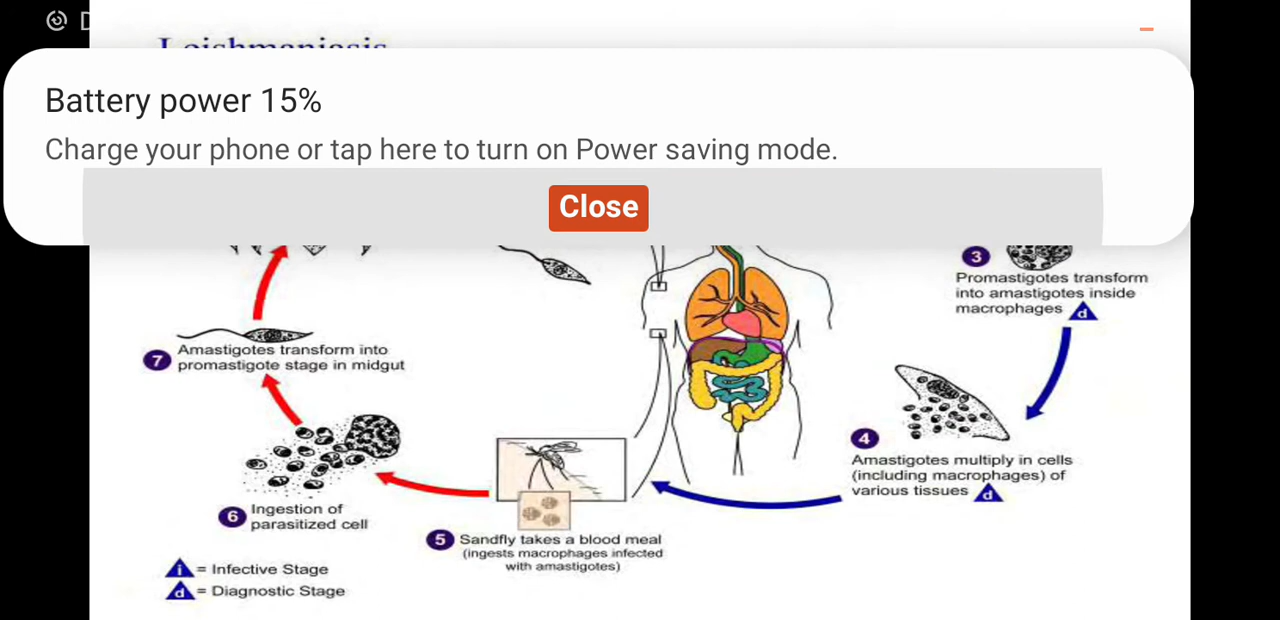 Leishmaniasis
Battery power 15%
Charge your phone or tap here to turn on Power saving mode.
Close
3
Promastigotes transform
into amastigotes inside
macrophages d
7 Amastigotes transform into
promastigote stage in midgut
4
Amastigotes multiply in cells
(including macrophages) of
various tissues d
6 Ingestion of
parasitized cell
5 Sandfly takes a blood meal
(ingests macrophages infected
with amastigotes)
i = Infective Stage
d = Diagnostic Stage